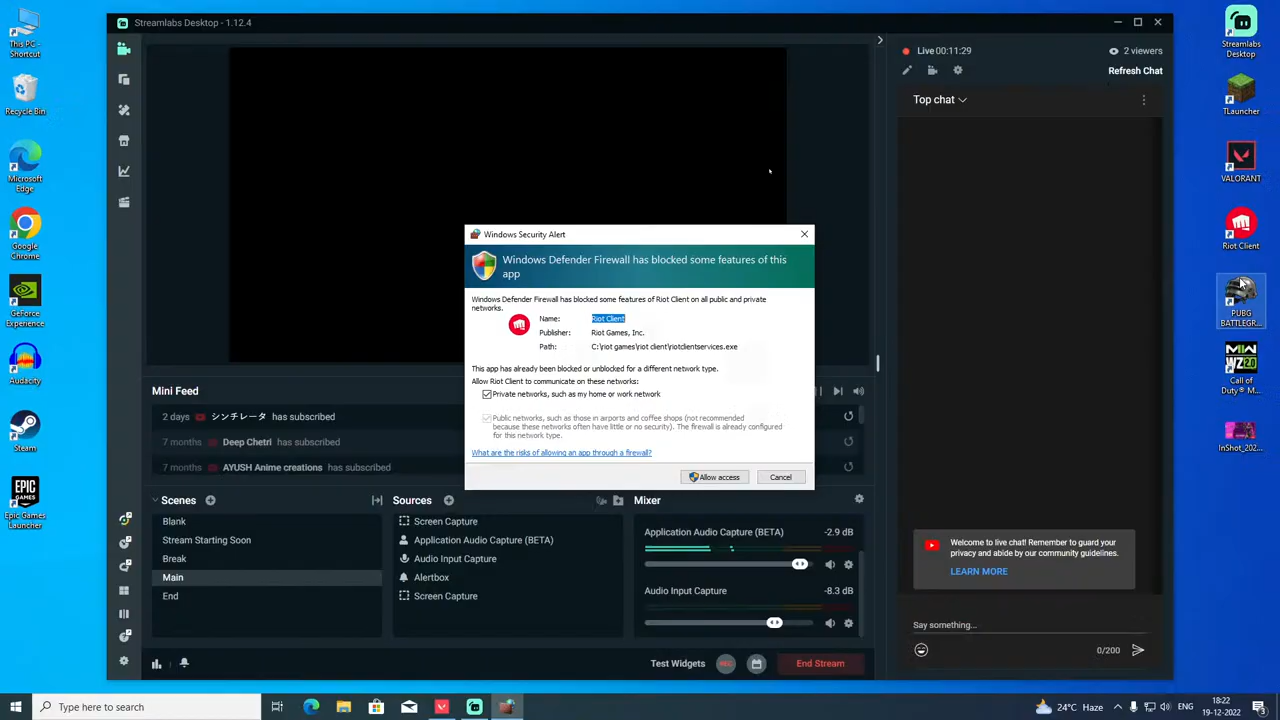 This PC -
Shortcut
Recycle Bin
Microsoft
Edge
Google
Chrome
GeForce
Experience
Audacity
Steam
EPIC
GAMES
Epic Games
Launcher
Streamlabs Desktop - 1.12.4
Mini Feed
2 days シンチレータ has subscribed
7 months Deep Chetri has subscribed
7 months AYUSH Anime creations has subscribed
Scenes
Blank
Stream Starting Soon
Break
Main
End
Sources
Screen Capture
Application Audio Capture (BETA)
Audio Input Capture
Alertbox
Screen Capture
Mixer
Application Audio Capture (BETA) -2.9 dB
Audio Input Capture -8.3 dB
Test Widgets
REC
End Stream
Windows Security Alert
Windows Defender Firewall has blocked some features of this
app
Windows Defender Firewall has blocked some features of Riot Client on all public and private
networks.
Name: Riot Client
Publisher: Riot Games, Inc.
Path: C:\riot games\riot client\riotclientservices.exe
This app has already been blocked or unblocked for a different network type.
Allow Riot Client to communicate on these networks:
Private networks, such as my home or work network
Public networks, such as those in airports and coffee shops (not recommended
because these networks often have little or no security). The firewall is already configured
for this network type.
What are the risks of allowing an app through a firewall?
Allow access
Cancel
Live 00:11:29
2 viewers
Refresh Chat
Top chat
Welcome to live chat! Remember to guard your
privacy and abide by our community guidelines.
LEARN MORE
Say something...
0/200
Streamlabs
Desktop
TLauncher
VALORANT
Riot Client
PUBG
BATTLEGR...
MWII
WZ20
Call of
Duty® M...
InShot_202...
Type here to search
24°C Haze
ENG
18:22
19-12-2022